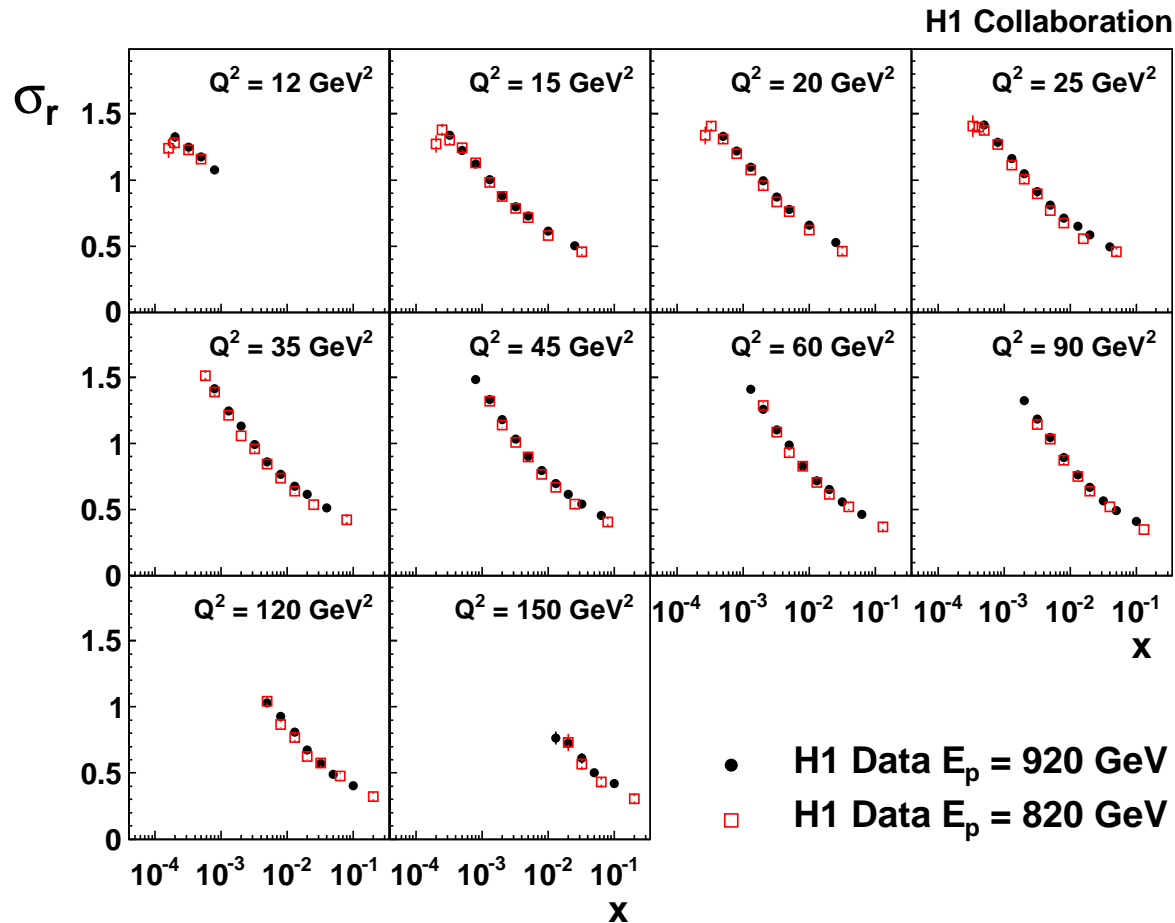 H1 Collaboration
σr
Q2 = 12 GeV2
Q2 = 15 GeV2
Q2 = 20 GeV2
Q2 = 25 GeV2
1.5
1
0.5
0
Q2 = 35 GeV2
Q2 = 45 GeV2
Q2 = 60 GeV2
Q2 = 90 GeV2
1.5
1
0.5
0
Q2 = 120 GeV2
Q2 = 150 GeV2
10-4 10-3 10-2 10-1
10-4 10-3 10-2 10-1
x
1.5
1
0.5
0
H1 Data Ep = 920 GeV
H1 Data Ep = 820 GeV
10-4 10-3 10-2 10-1
10-4 10-3 10-2 10-1
x